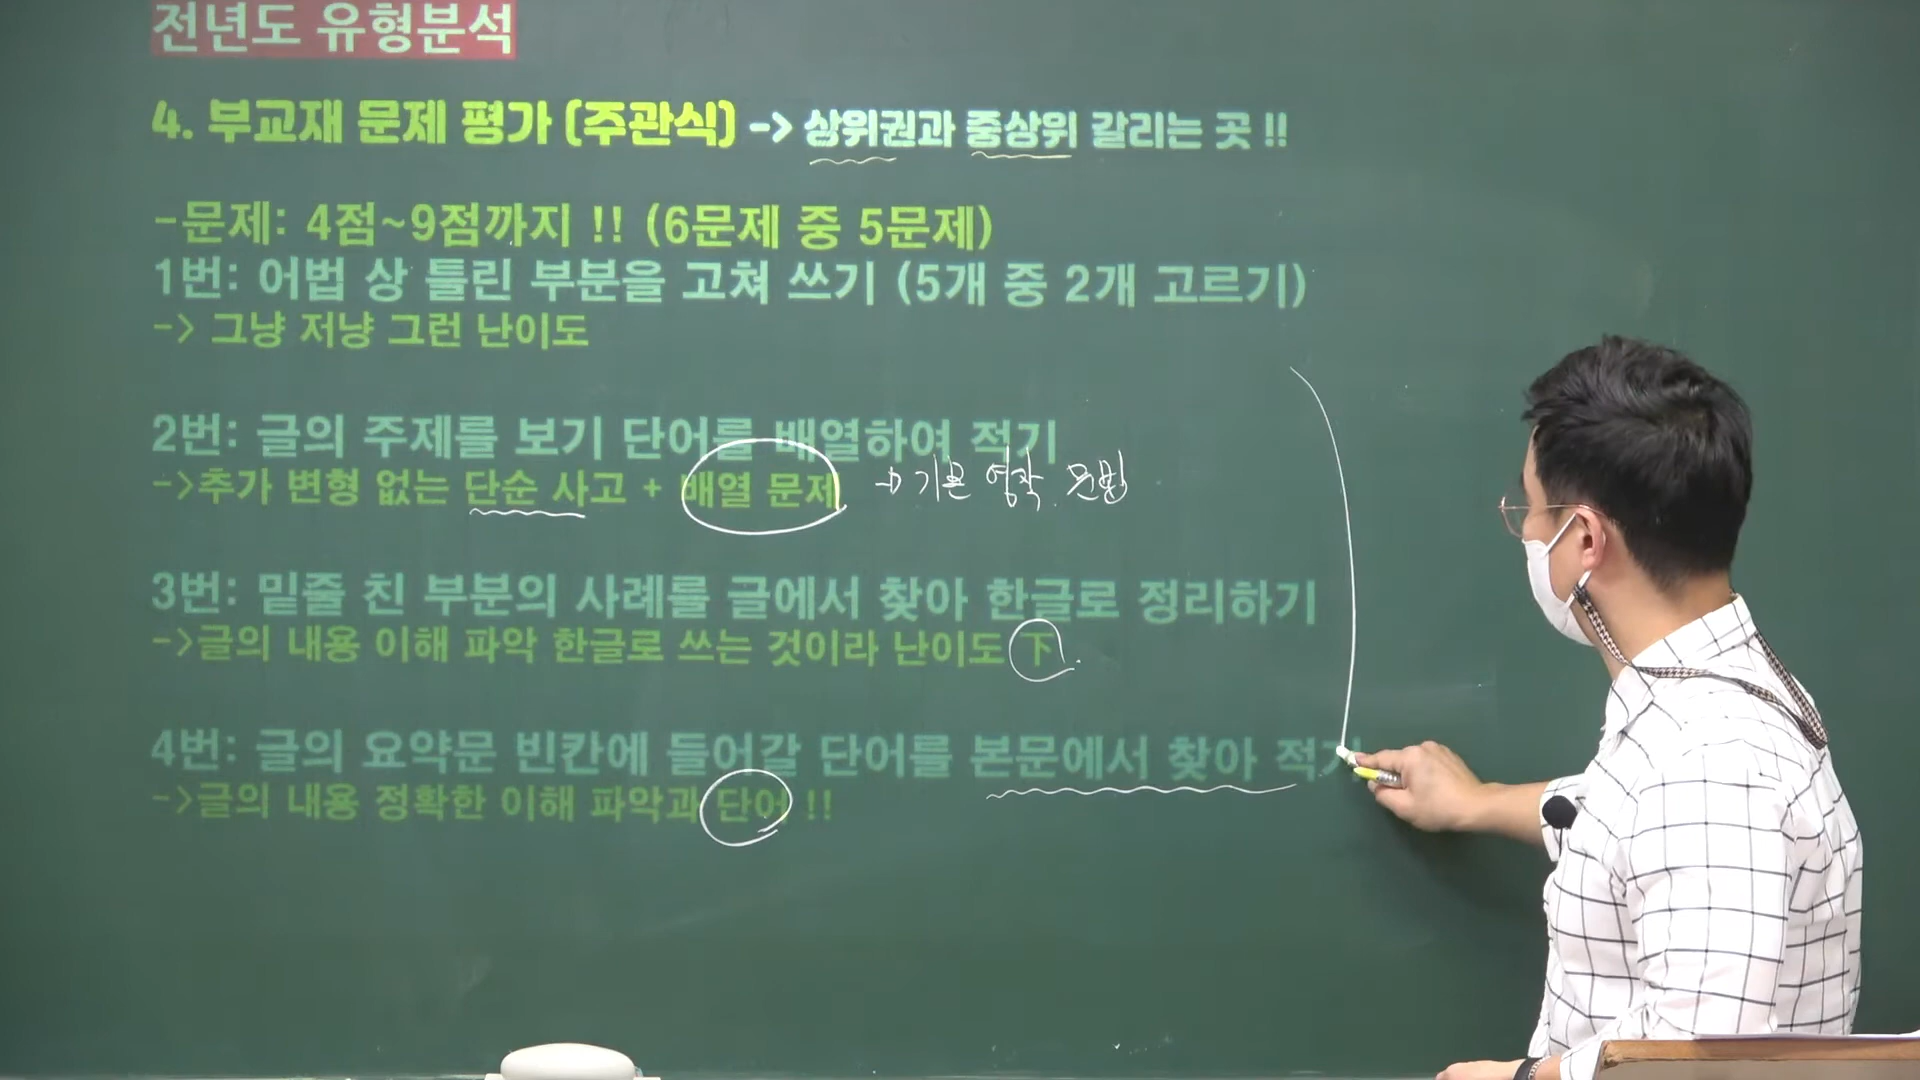 전년도 유형분석
4. 부교재 문제 평가 (주관식) -> 상위권과 중상위 갈리는 곳 !!
-문제: 4점~9점까지 !! (6문제 중 5문제)
1번: 어법 상 틀린 부분을 고쳐 쓰기 (5개 중 2개 고르기)
-> 그냥 저냥 그런 난이도
2번: 글의 주제를 보기 단어를 배열하여 적기
->추가 변형 없는 단순 사고 + 배열 문제 → 기본 영작 문법
3번: 밑줄 친 부분의 사례를 글에서 찾아 한글로 정리하기
->글의 내용 이해 파악 한글로 쓰는 것이라 난이도 下
4번: 글의 요약문 빈칸에 들어갈 단어를 본문에서 찾아 적기
->글의 내용 정확한 이해 파악과 단어 !!